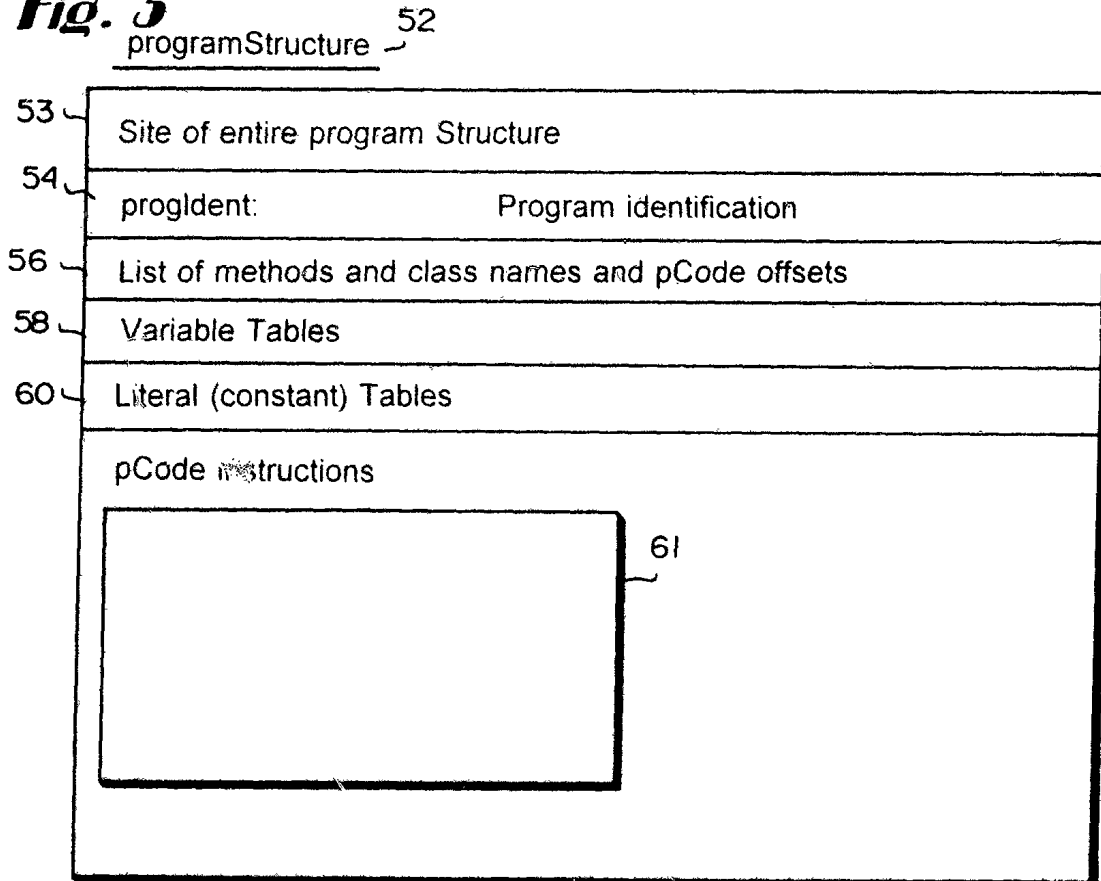 Fig.
52
programStructure
53
Site of entire program Structure
54
progIdent: Program identification
56
List of methods and class names and pCode offsets
58
Variable Tables
60
Literal (constant) Tables
pCode instructions
61